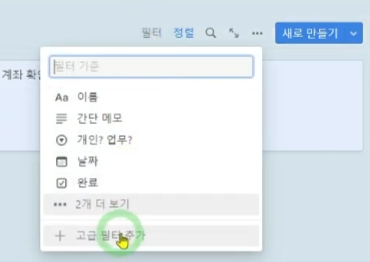 필터 정렬 새로 만들기
계좌 확인
필터 기준
Aa 이름
간단 메모
개인? 업무?
날짜
완료
2개 더 보기
고급 필터 추가